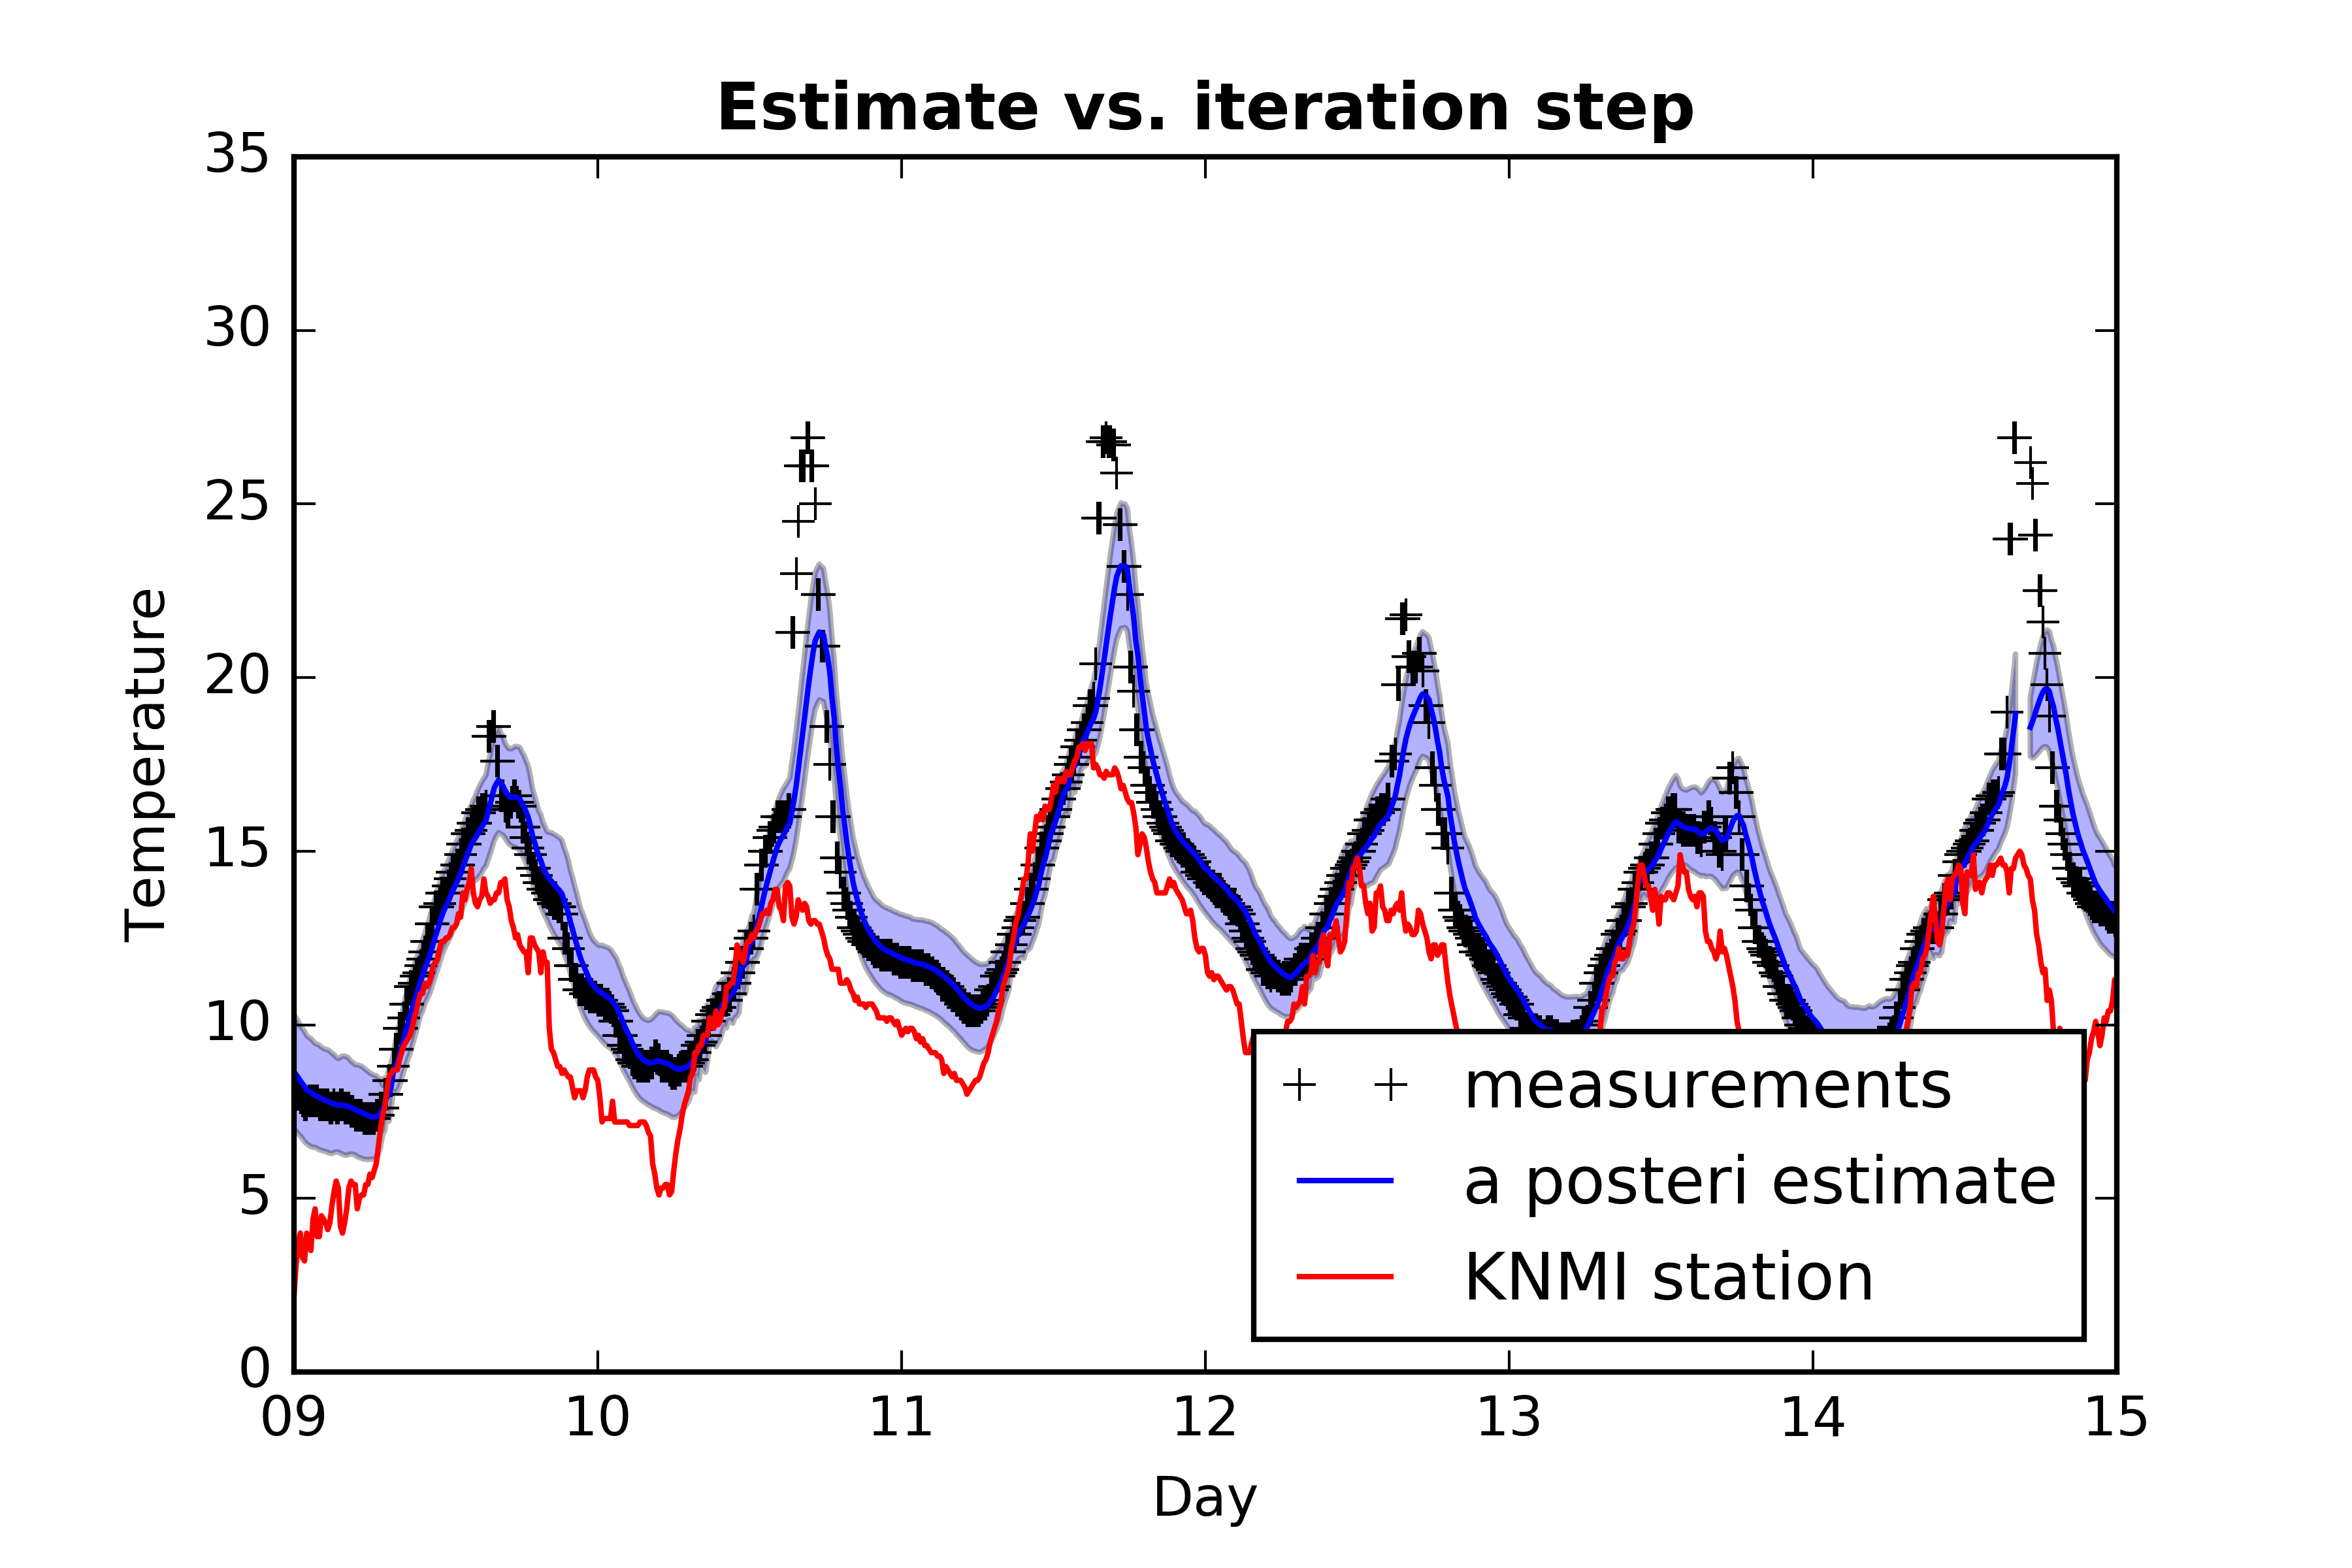 Estimate vs. iteration step
35
30
25
20
15
10
5
0
Temperature
09 10 11 12 13 14 15
Day
measurements
a posteri estimate
KNMI station